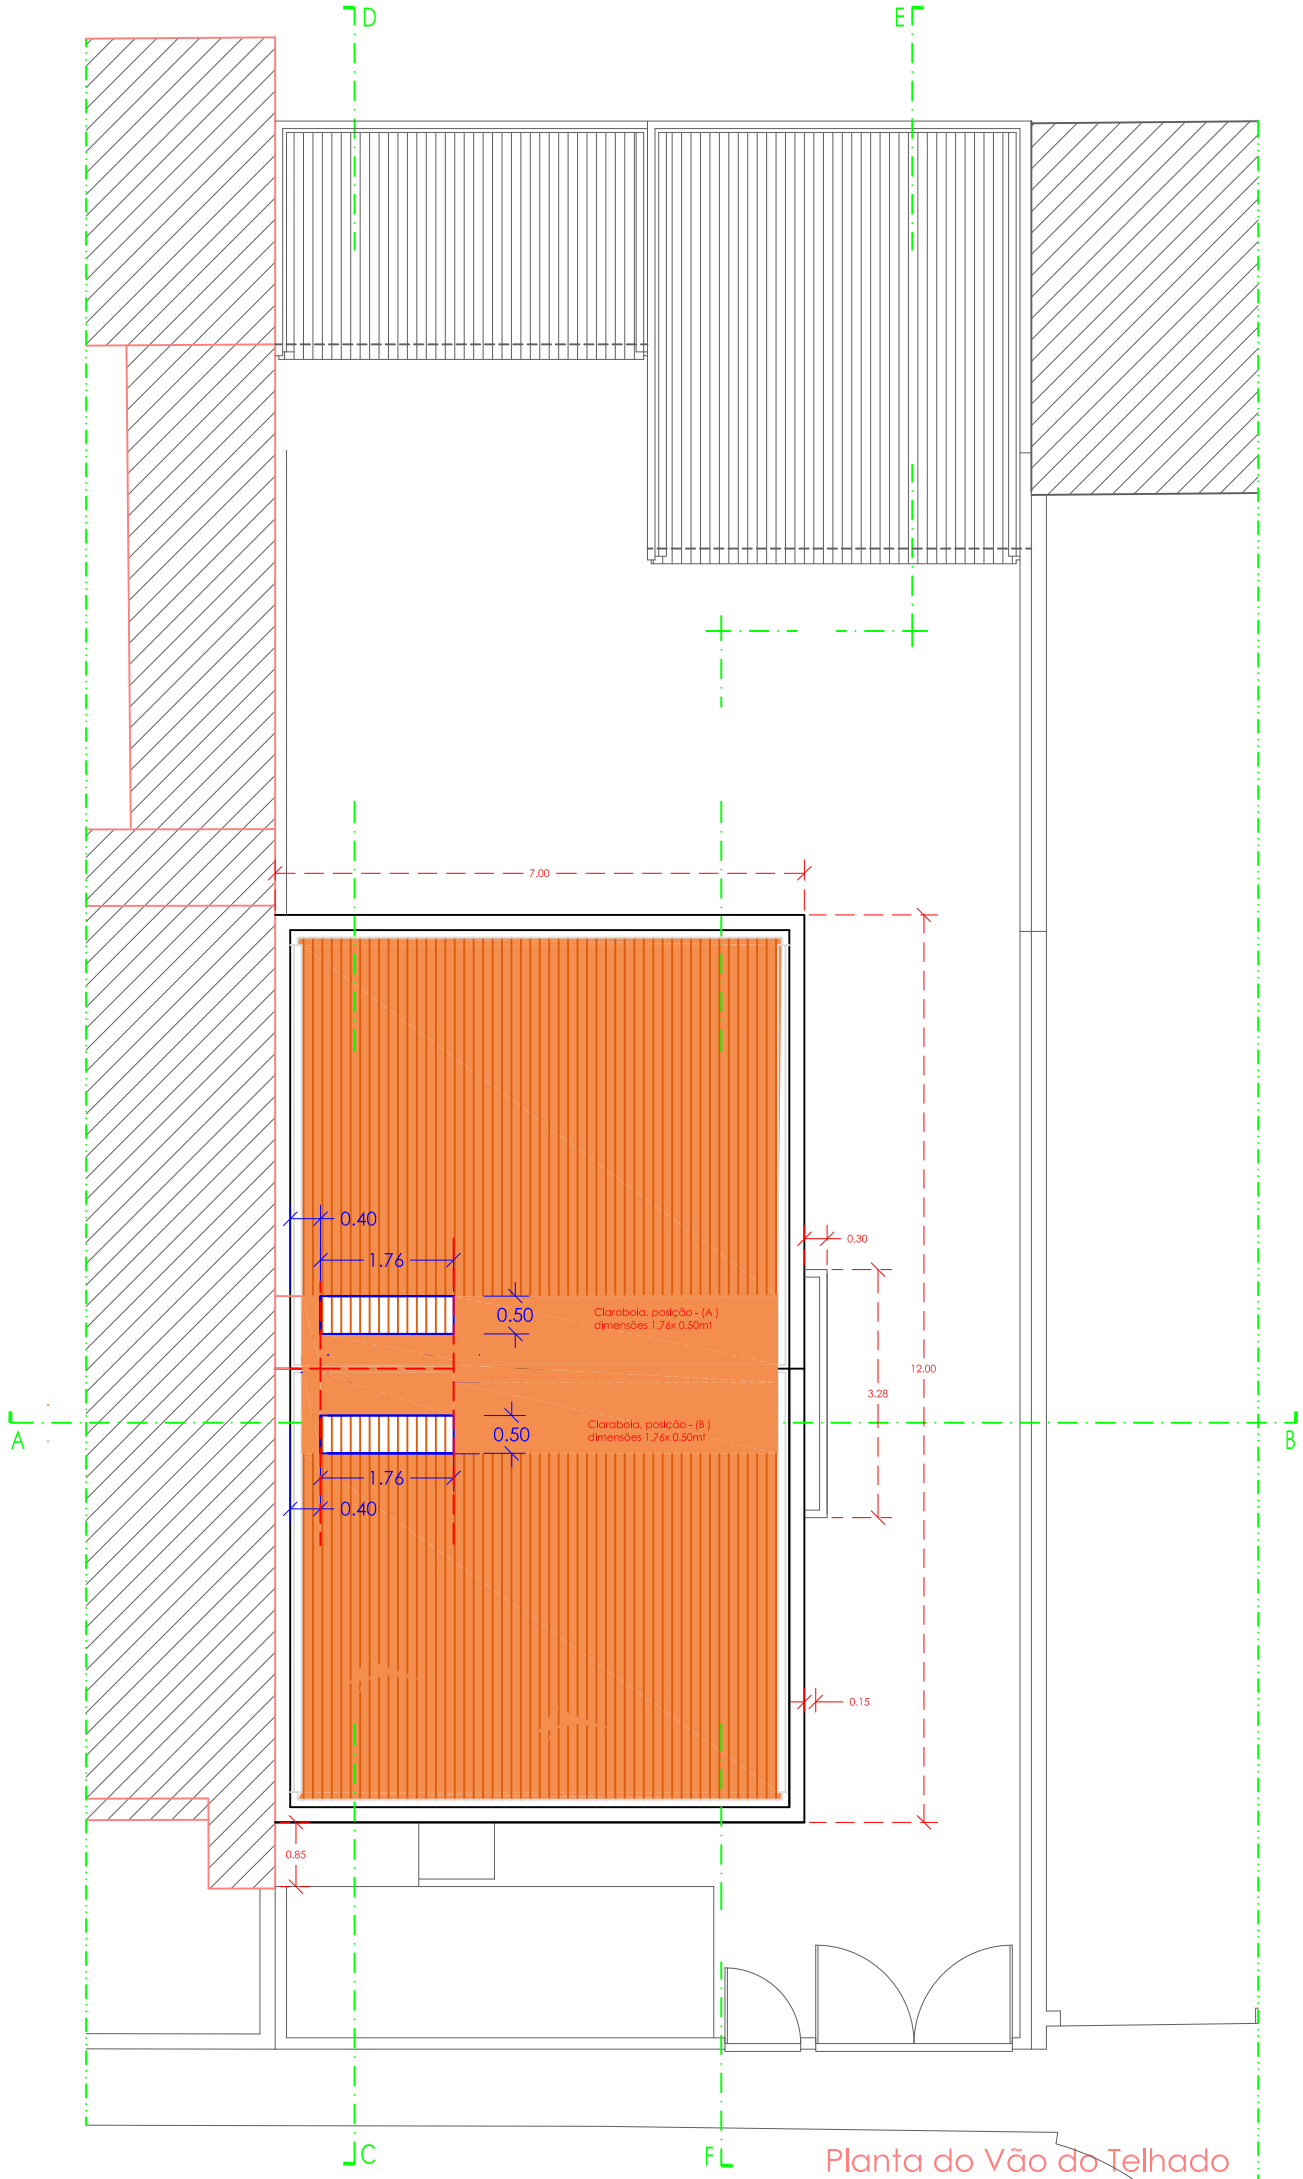 D
E
7.00
0.40
0.30
1.76
0.50
Claraboia, posição - (A )
dimensões 1.76x 0.50mt
12.00
3.28
A
B
Claraboia, posição - (B )
dimensões 1.76x 0.50mt
0.50
1.76
0.40
0.15
0.85
C
F
Planta do Vão do Telhado